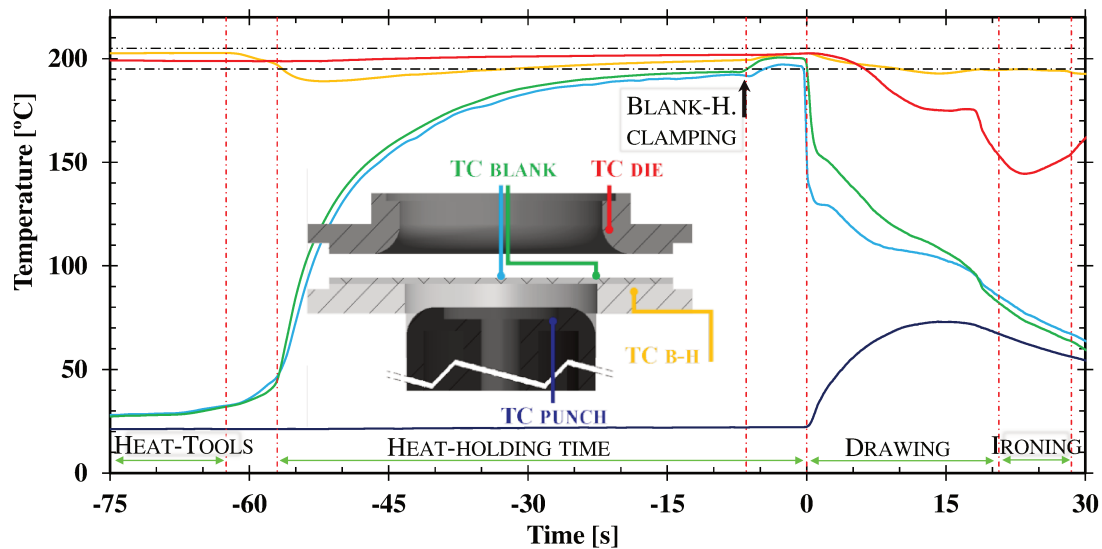 Temperature [ºC]
200
150
100
50
0
BLANK-H.
CLAMPING
TC BLANK
TC DIE
TC B-H
TC PUNCH
HEAT-TOOLS
HEAT-HOLDING TIME
DRAWING
IRONING
-75
-60
-45
-30
-15
0
15
30
Time [s]